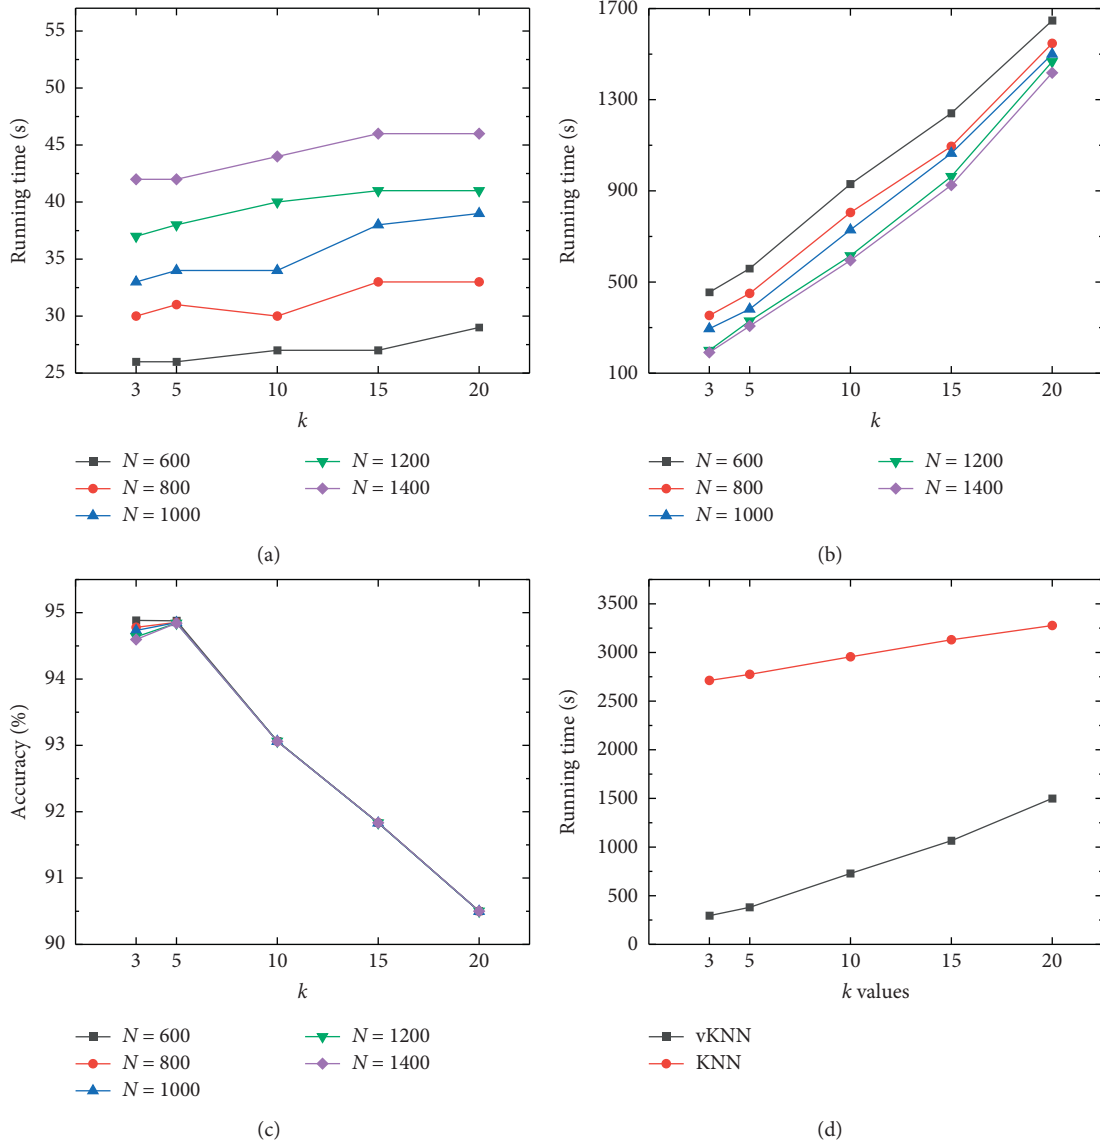 55
50
45
40
35
30
25
Running time (s)
3 5 10 15 20
k
N = 600
N = 800
N = 1000
N = 1200
N = 1400
(a)
1700
1300
900
500
100
Running time (s)
3 5 10 15 20
k
N = 600
N = 800
N = 1000
N = 1200
N = 1400
(b)
95
94
93
92
91
90
Accuracy (%)
3 5 10 15 20
k
N = 600
N = 800
N = 1000
N = 1200
N = 1400
(c)
3500
3000
2500
2000
1500
1000
500
0
Running time (s)
3 5 10 15 20
k values
vKNN
KNN
(d)